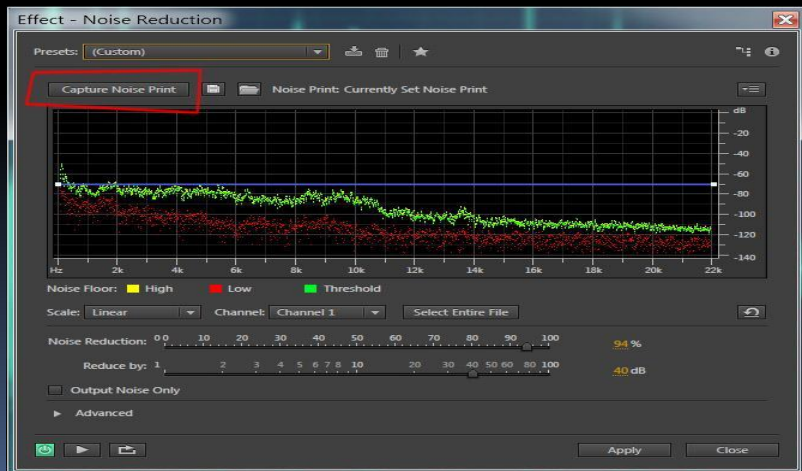 Effect - Noise Reduction
Presets: (Custom)
Capture Noise Print Noise Print: Currently Set Noise Print
dB
-20
-40
-60
-80
-100
-120
-140
Hz 2k 4k 6k 8k 10k 12k 14k 16k 18k 20k 22k
Noise Floor: High Low Threshold
Scale: Linear Channel: Channel 1 Select Entire File
Noise Reduction: 0 0 10 20 30 40 50 60 70 80 90 100 94 %
Reduce by: 1 2 3 4 5 6 7 8 10 20 30 40 50 60 80 100 40 dB
Output Noise Only
Advanced
Apply Close